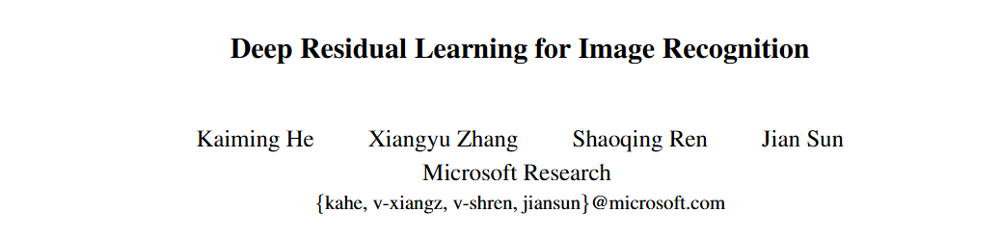 Deep Residual Learning for Image Recognition
Kaiming He Xiangyu Zhang Shaoqing Ren Jian Sun
Microsoft Research
{kahe, v-xiangz, v-shren, jiansun}@microsoft.com